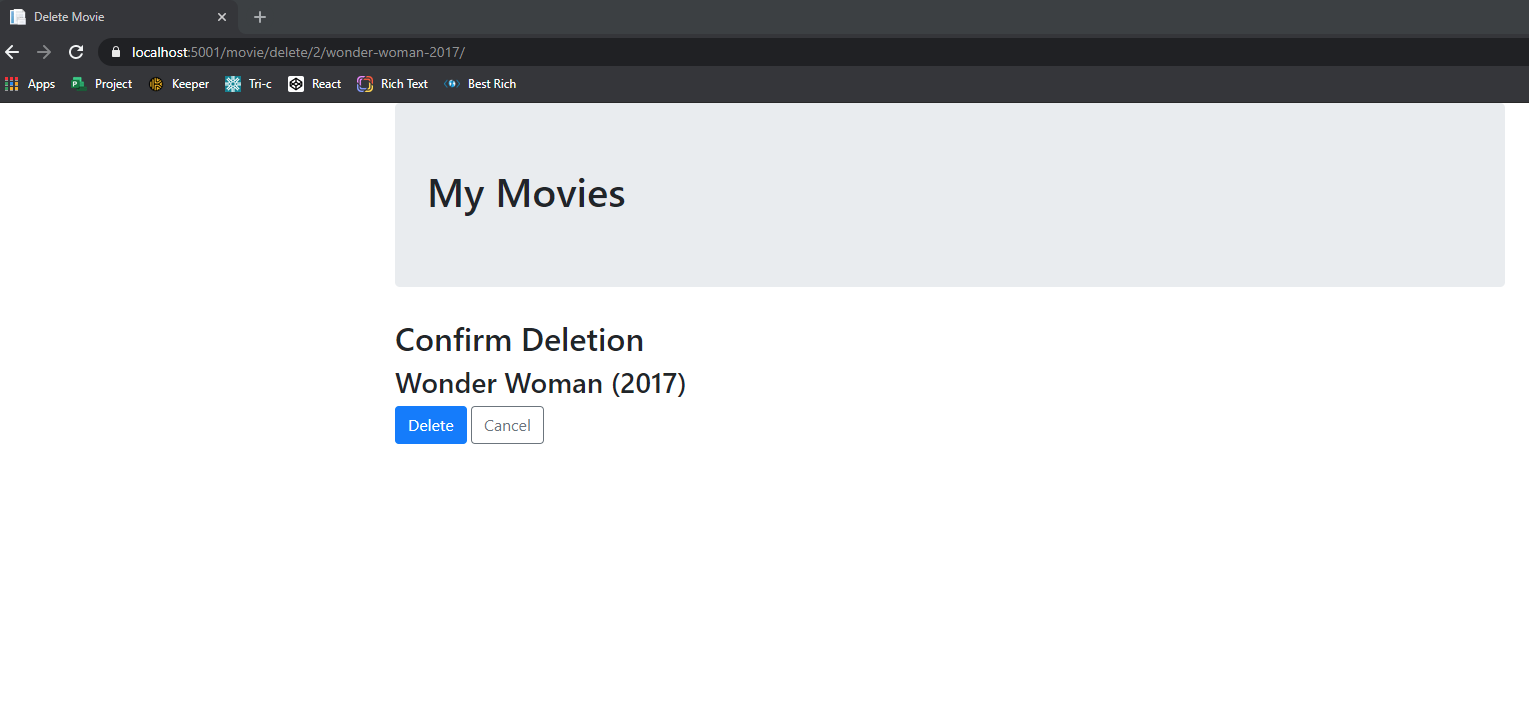 Delete Movie
localhost:5001/movie/delete/2/wonder-woman-2017/
Apps Project Keeper Tri-c React Rich Text Best Rich
My Movies
Confirm Deletion
Wonder Woman (2017)
Delete Cancel